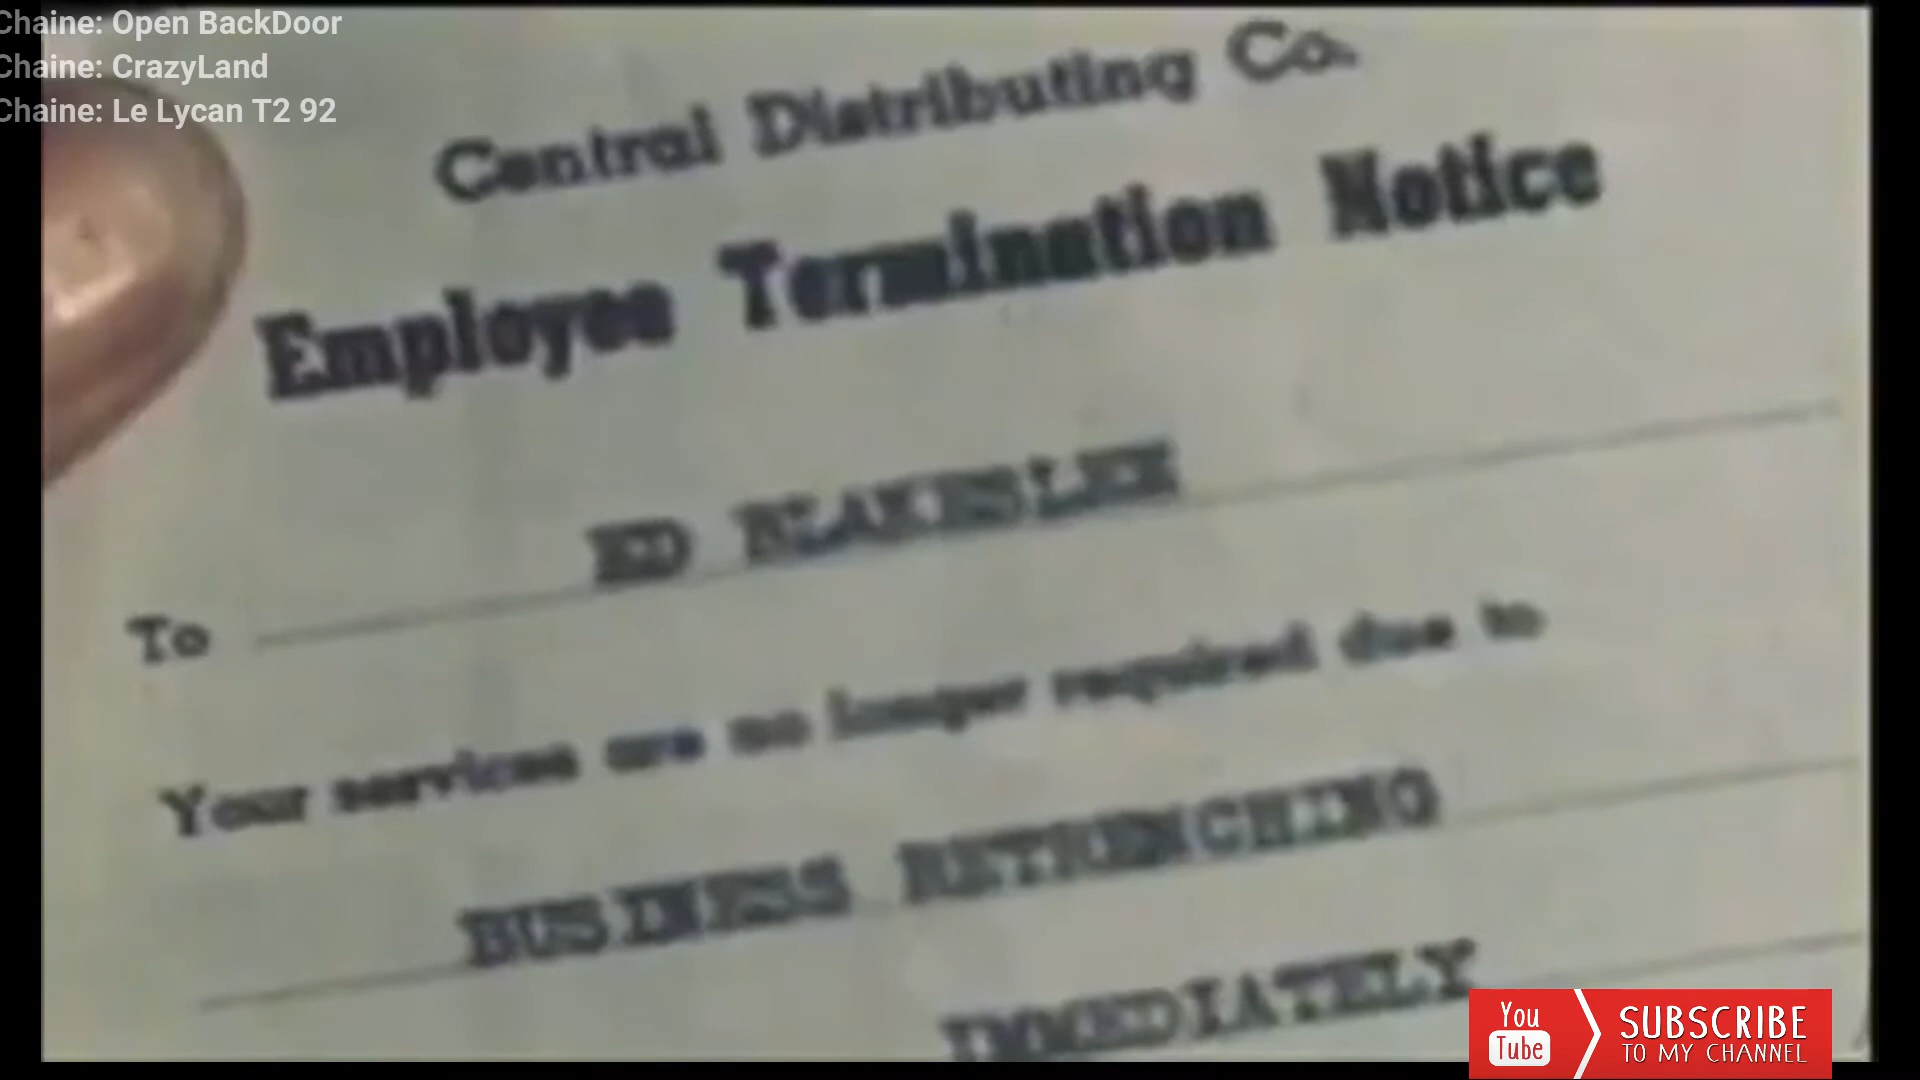 Chaine: Open BackDoor
Chaine: CrazyLand
Chaine: Le Lycan T2 92
Central Distributing Co.
Employee Termination Notice
To ED BLAKESLEE
Your services are no longer required due to
BUSINESS RETRENCHING
IMMEDIATELY
You
Tube
SUBSCRIBE
TO MY CHANNEL